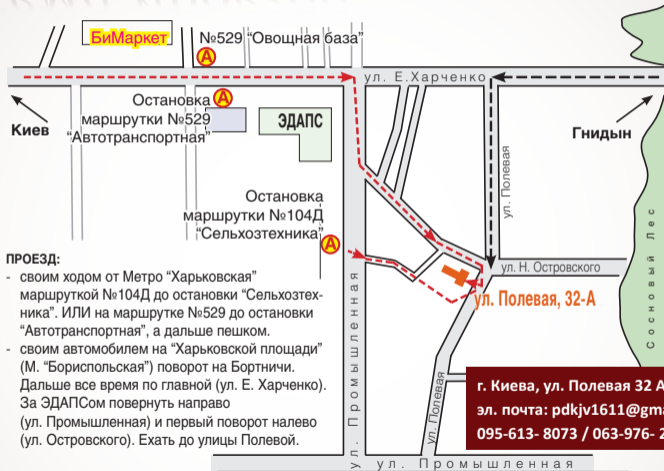 БиМаркет
№529 "Овощная база"
А
ул. Е.Харченко
Киев
Остановка А
маршрутки №529
"Автотранспортная"
ЭДАПС
Гнидын
ул. Полевая
Остановка
маршрутки №104Д
"Сельхозтехника"
А
Сосновый Лес
ул. Н. Островского
ул. Полевая, 32-А
ПРОЕЗД:
- своим ходом от Метро "Харьковская"
маршруткой №104Д до остановки "Сельхозтех-
ника". ИЛИ на маршрутке №529 до остановки
"Автотранспортная", а дальше пешком.
- своим автомобилем на "Харьковской площади"
(М. "Бориспольская") поворот на Бортничи.
Дальше все время по главной (ул. Е. Харченко).
За ЭДАПСом повернуть направо
(ул. Промышленная) и первый поворот налево
(ул. Островского). Ехать до улицы Полевой.
ул. Промышленная
ул. Полевая
г. Киева, ул. Полевая 32 А
эл. почта: pdkjv1611@gma
095-613- 8073 / 063-976- 2
ул. Промышленная